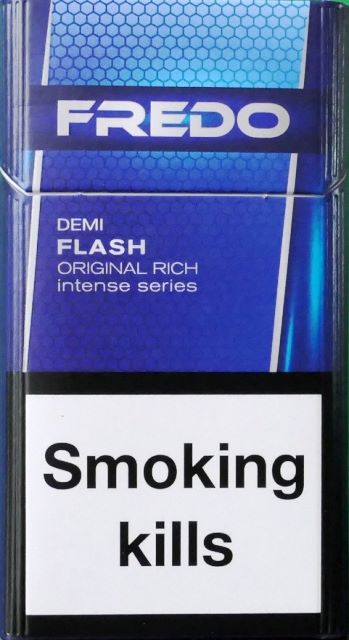 FREDO
DEMI
FLASH
ORIGINAL RICH
intense series
Smoking
kills